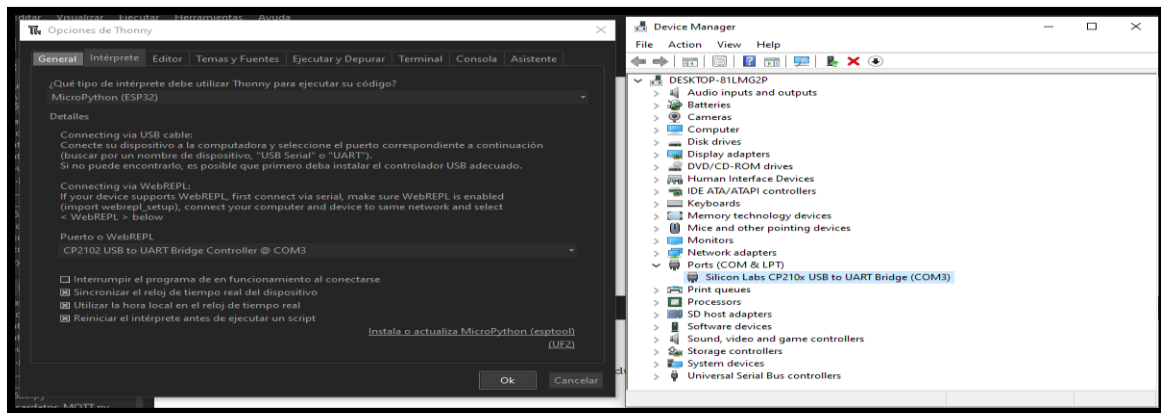 ditar Visualizar Ejecutar Herramientas Ayuda
Opciones de Thonny
General Intérprete Editor Temas y Fuentes Ejecutar y Depurar Terminal Consola Asistente
¿Qué tipo de intérprete debe utilizar Thonny para ejecutar su código?
MicroPython (ESP32)
Detalles
Connecting via USB cable:
Conecte su dispositivo a la computadora y seleccione el puerto correspondiente a continuación
(buscar por un nombre de dispositivo, "USB Serial" o "UART").
Si no puede encontrarlo, es posible que primero deba instalar el controlador USB adecuado.
Connecting via WebREPL:
If your device supports WebREPL, first connect via serial, make sure WebREPL is enabled
(import webrepl_setup), connect your computer and device to same network and select
< WebREPL > below
Puerto o WebREPL
CP2102 USB to UART Bridge Controller @ COM3
Interrumpir el programa de en funcionamiento al conectarse
Sincronizar el reloj de tiempo real del dispositivo
Utilizar la hora local en el reloj de tiempo real
Reiniciar el intérprete antes de ejecutar un script
Instala o actualiza MicroPython (esptool)
(UF2)
Ok Cancelar
Device Manager
File Action View Help
DESKTOP-81LMG2P
Audio inputs and outputs
Batteries
Cameras
Computer
Disk drives
Display adapters
DVD/CD-ROM drives
Human Interface Devices
IDE ATA/ATAPI controllers
Keyboards
Memory technology devices
Mice and other pointing devices
Monitors
Network adapters
Ports (COM & LPT)
Silicon Labs CP210x USB to UART Bridge (COM3)
Print queues
Processors
SD host adapters
Software devices
Sound, video and game controllers
Storage controllers
System devices
Universal Serial Bus controllers